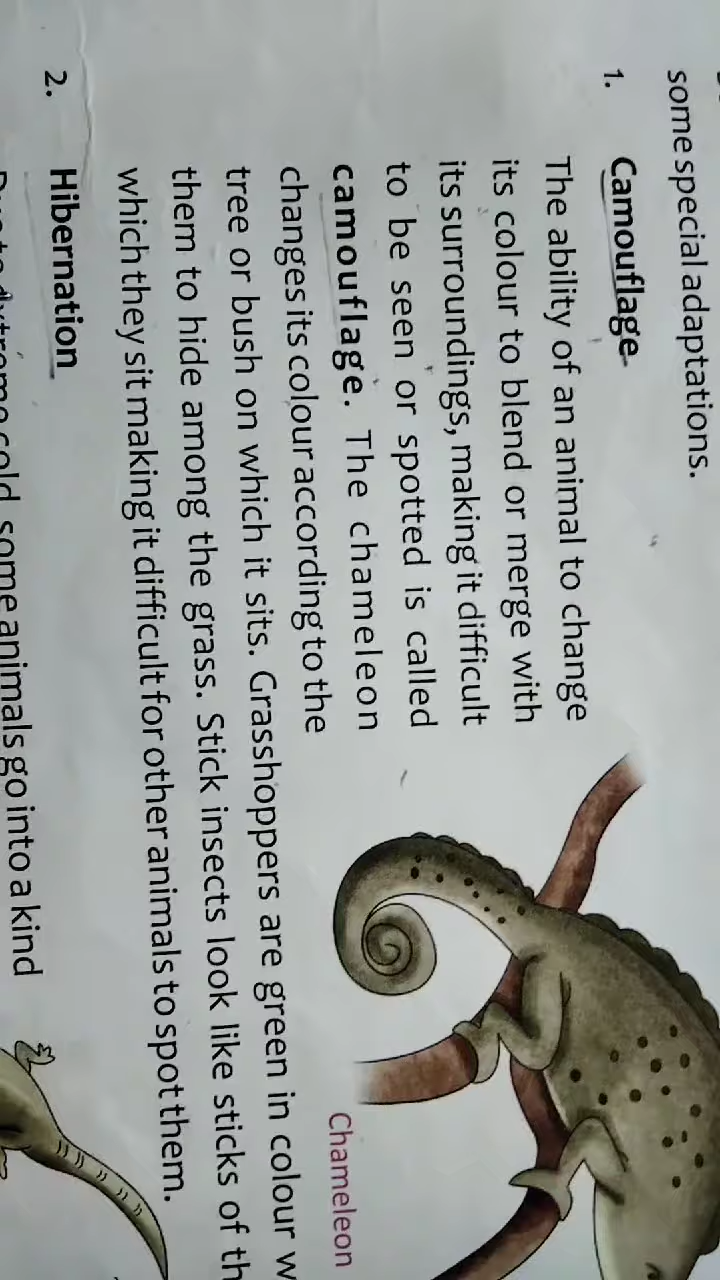 some special adaptations.
1. Camouflage
The ability of an animal to change
its colour to blend or merge with
its surroundings, making it difficult
to be seen or spotted is called
camouflage. The chameleon
changes its colour according to the
tree or bush on which it sits. Grasshoppers are green in colour
them to hide among the grass. Stick insects look like sticks of
which they sit making it difficult for other animals to spot them.
Chameleon
2. Hibernation
cold some animals go into a kind